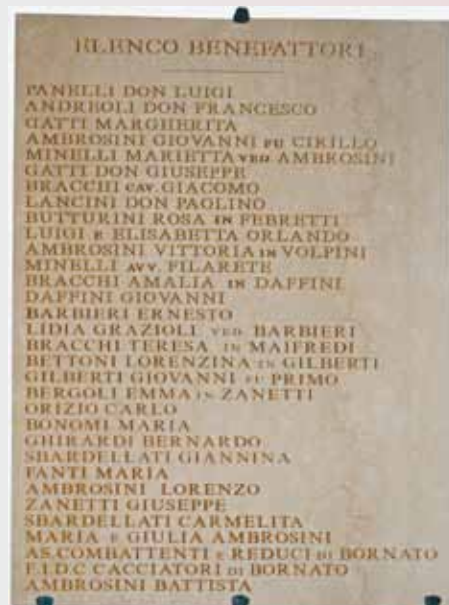 ELENCO BENEFATTORI
PANELLI DON LUIGI
ANDREOLI DON FRANCESCO
GATTI MARGHERITA
AMBROSINI GIOVANNI FU CIRILLO
MINELLI MARIETTA VED AMBROSINI
GATTI DON GIUSEPPE
BRACCHI CAV. GIACOMO
LANCINI DON PAOLINO
BUTTURINI ROSA IN FEBRETTI
LUIGI E ELISABETTA ORLANDO
AMBROSINI VITTORIA IN VOLPINI
MINELLI AVV. FILARETE
BRACCHI AMALIA IN DAFFINI
DAFFINI GIOVANNI
BARBIERI ERNESTO
LIDIA GRAZIOLI VED BARBIERI
BRACCHI TERESA IN MAIFREDI
BETTONI LORENZINA IN GILBERTI
GILBERTI GIOVANNI FU PRIMO
BERGOLI EMMA IN ZANETTI
ORIZIO CARLO
BONOMI MARIA
GHIRARDI BERNARDO
SBARDELLATI GIANNINA
FANTI MARIA
AMBROSINI LORENZO
ZANETTI GIUSEPPE
SBARDELLATI CARMELITA
MARIA E GIULIA AMBROSINI
AS.COMBATTENTI E REDUCI DI BORNATO
F.I.D.C CACCIATORI DI BORNATO
AMBROSINI BATTISTA